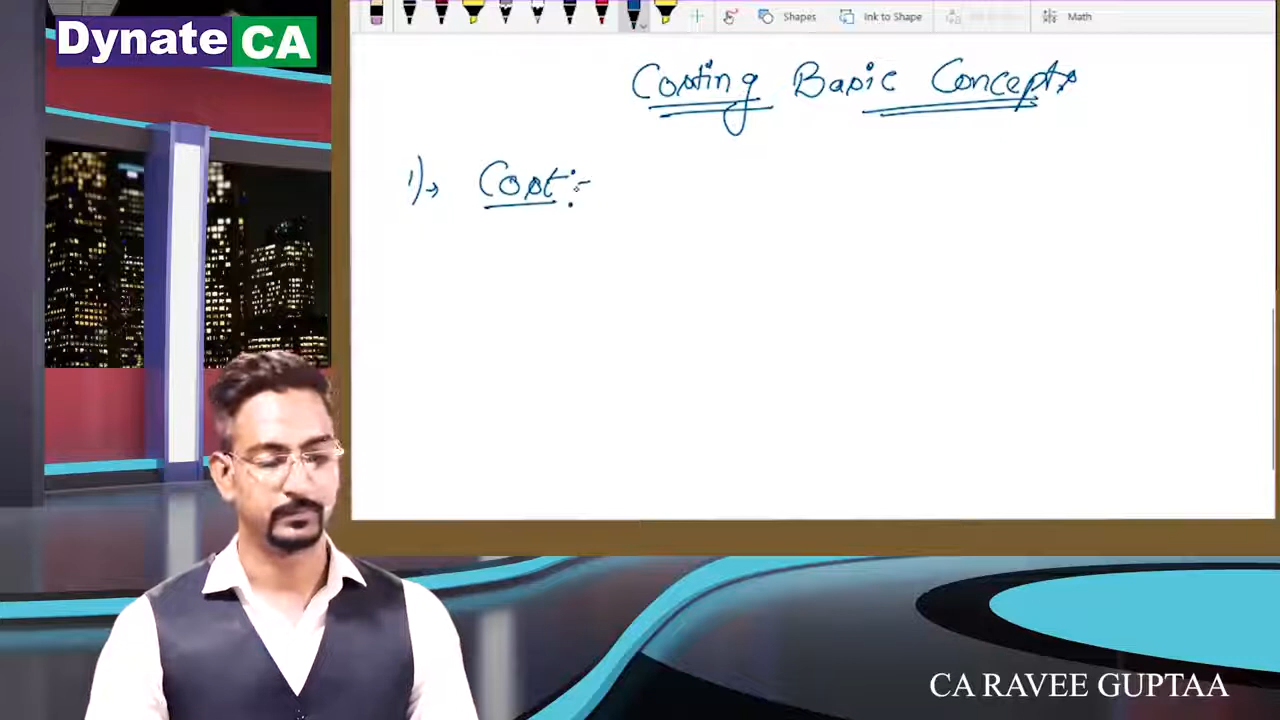 Dynate CA
Shapes Ink to Shape Math
Costing Basic Concepts
1)→ Cost:-
CA RAVEE GUPTAA